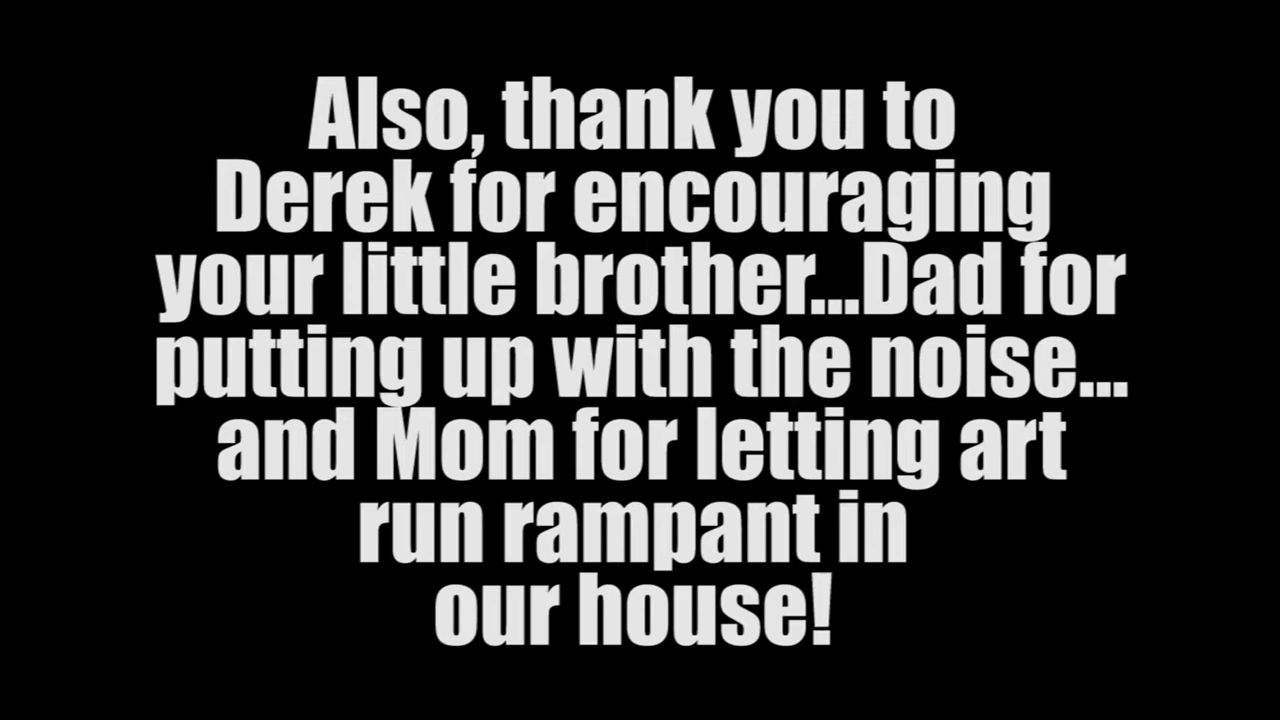 Also, thank you to
Derek for encouraging
your little brother...Dad for
putting up with the noise...
and Mom for letting art
run rampant in
our house!